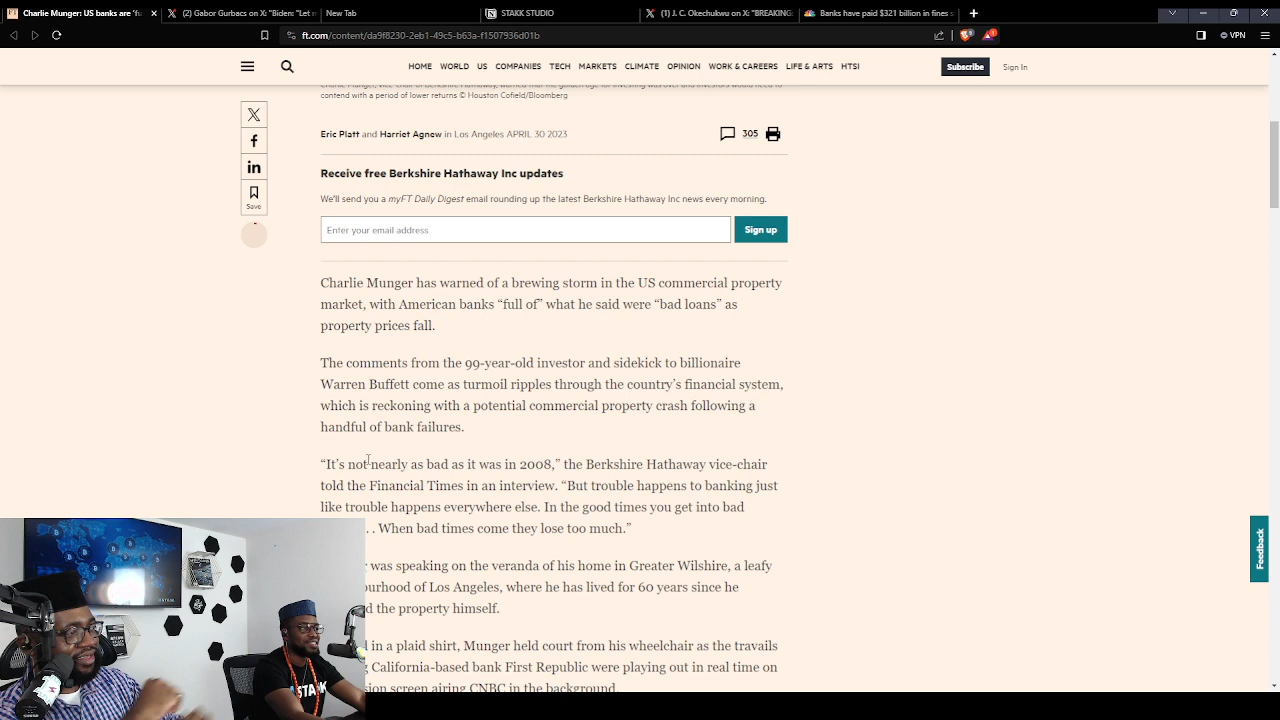 Charlie Munger: US banks are 'fu
(2) Gabor Gurbacs on X: "Biden: "Let m
New Tab
STAKK STUDIO
(1) J. C. Okechukwu on X: "BREAKING:
Banks have paid $321 billion in fines s
ft.com/content/da9f8230-2eb1-49c5-b63a-f1507936d01b
VPN
HOME WORLD US COMPANIES TECH MARKETS CLIMATE OPINION WORK & CAREERS LIFE & ARTS HTSI
Subscribe
Sign In
contend with a period of lower returns © Houston Cofield/Bloomberg
Eric Platt and Harriet Agnew in Los Angeles APRIL 30 2023
305
Save
Receive free Berkshire Hathaway Inc updates
We'll send you a myFT Daily Digest email rounding up the latest Berkshire Hathaway Inc news every morning.
Enter your email address
Sign up
Charlie Munger has warned of a brewing storm in the US commercial property
market, with American banks “full of” what he said were “bad loans” as
property prices fall.
The comments from the 99-year-old investor and sidekick to billionaire
Warren Buffett come as turmoil ripples through the country’s financial system,
which is reckoning with a potential commercial property crash following a
handful of bank failures.
“It’s not nearly as bad as it was in 2008,” the Berkshire Hathaway vice-chair
told the Financial Times in an interview. “But trouble happens to banking just
like trouble happens everywhere else. In the good times you get into bad
. . When bad times come they lose too much.”
was speaking on the veranda of his home in Greater Wilshire, a leafy
ourhood of Los Angeles, where he has lived for 60 years since he
d the property himself.
in a plaid shirt, Munger held court from his wheelchair as the travails
California-based bank First Republic were playing out in real time on
sion screen airing CNBC in the background.
Feedback